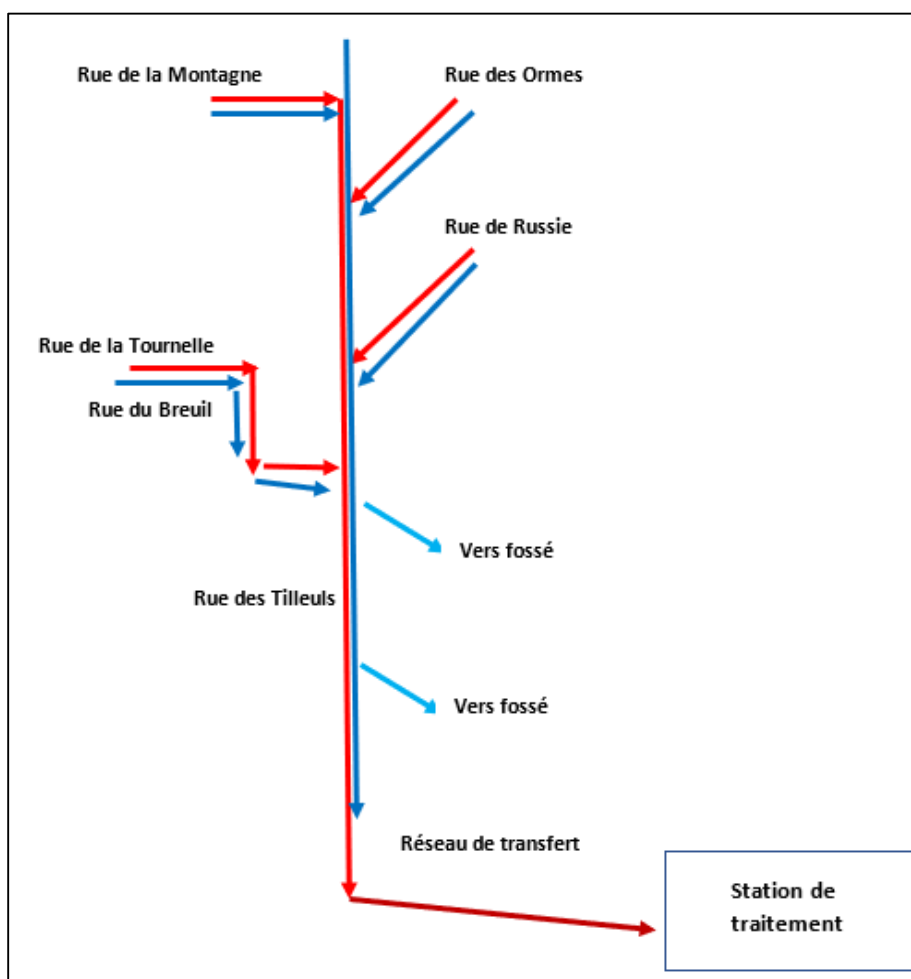 Rue de la Montagne
Rue des Ormes
Rue de Russie
Rue de la Tournelle
Rue du Breuil
Vers fossé
Rue des Tilleuls
Vers fossé
Réseau de transfert
Station de
traitement